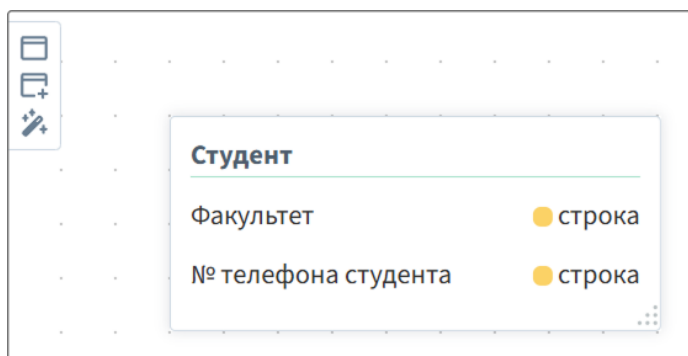 Студент
Факультет строка
№ телефона студента строка